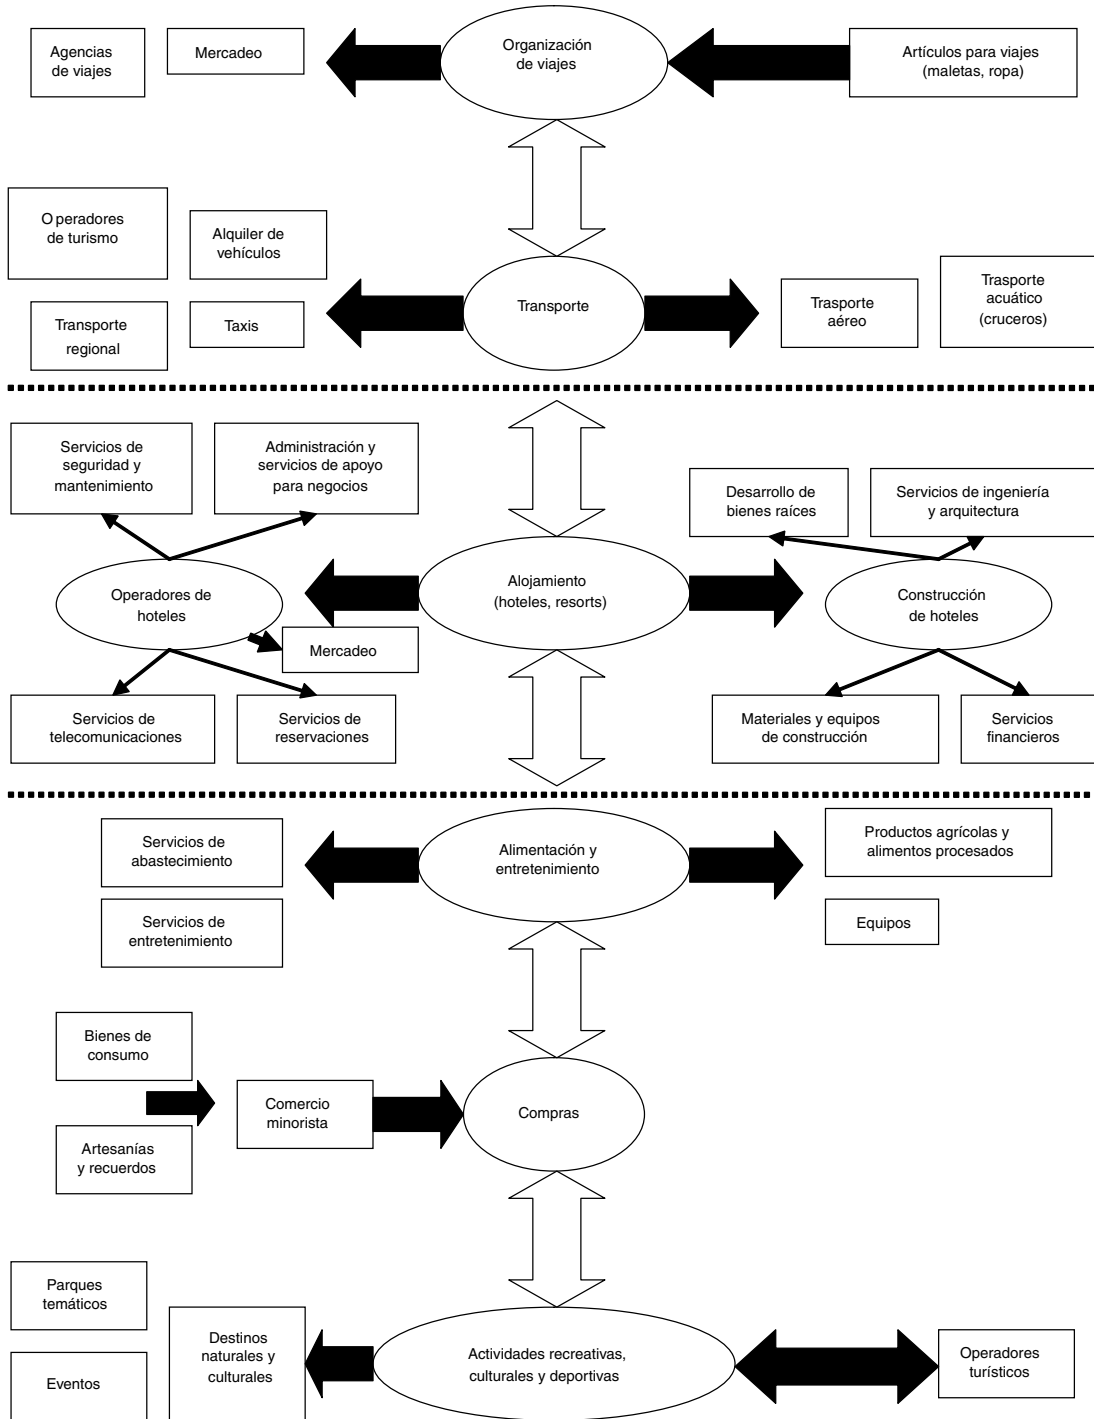 Agencias
de viajes
Mercadeo
Organización
de viajes
Artículos para viajes
(maletas, ropa)
O peradores
de turismo
Alquiler de
vehículos
Transporte
regional
Taxis
Transporte
Trasporte
aéreo
Trasporte
acuático
(cruceros)
Servicios de
seguridad y
mantenimiento
Administración y
servicios de apoyo
para negocios
Desarrollo de
bienes raíces
Servicios de ingeniería
y arquitectura
Operadores de
hoteles
Alojamiento
(hoteles, resorts)
Construcción
de hoteles
Mercadeo
Servicios de
telecomunicaciones
Servicios de
reservaciones
Materiales y equipos
de construcción
Servicios
financieros
Servicios de
abastecimiento
Alimentación y
entretenimiento
Productos agrícolas y
alimentos procesados
Servicios de
entretenimiento
Equipos
Bienes de
consumo
Comercio
minorista
Compras
Artesanías
y recuerdos
Parques
temáticos
Destinos
naturales y
culturales
Actividades recreativas,
culturales y deportivas
Operadores
turísticos
Eventos